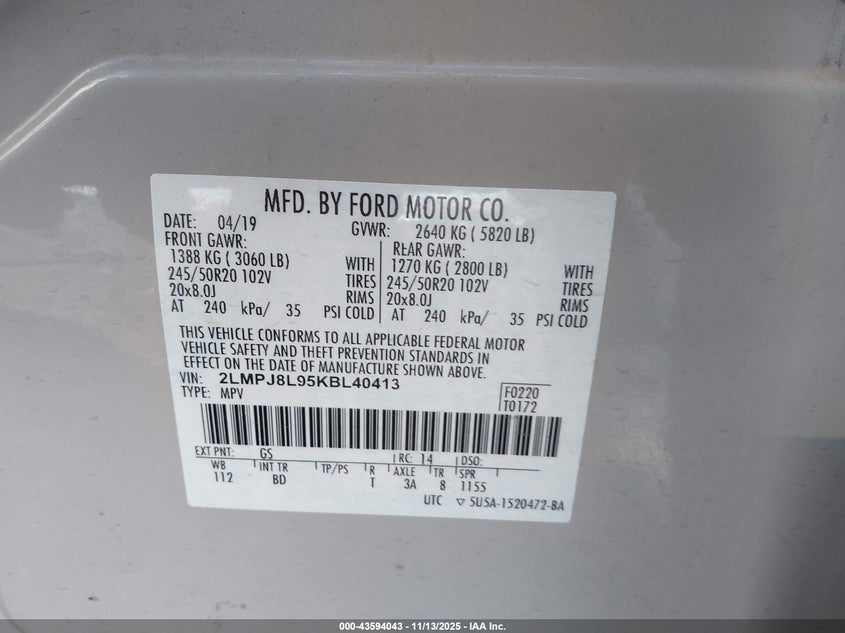 MFD. BY FORD MOTOR CO.
DATE: 04/19 GVWR: 2640 KG ( 5820 LB)
FRONT GAWR: REAR GAWR:
1388 KG ( 3060 LB) WITH 1270 KG ( 2800 LB) WITH
245/50R20 102V TIRES 245/50R20 102V TIRES
20x8.0J RIMS 20x8.0J RIMS
AT 240 kPa/ 35 PSI COLD AT 240 kPa/ 35 PSI COLD
THIS VEHICLE CONFORMS TO ALL APPLICABLE FEDERAL MOTOR
VEHICLE SAFETY AND THEFT PREVENTION STANDARDS IN
EFFECT ON THE DATE OF MANUFACTURE SHOWN ABOVE.
VIN: 2LMPJ8L95KBL40413
TYPE: MPV F0220
T0172
EXT PNT: GS RC: 14 DSO:
WB INT TR TP/PS R AXLE TR SPR
112 BD T 3A 8 1155
UTC ▽ 5U5A-1520472-BA
000-43594043 - 11/13/2025 - IAA Inc.